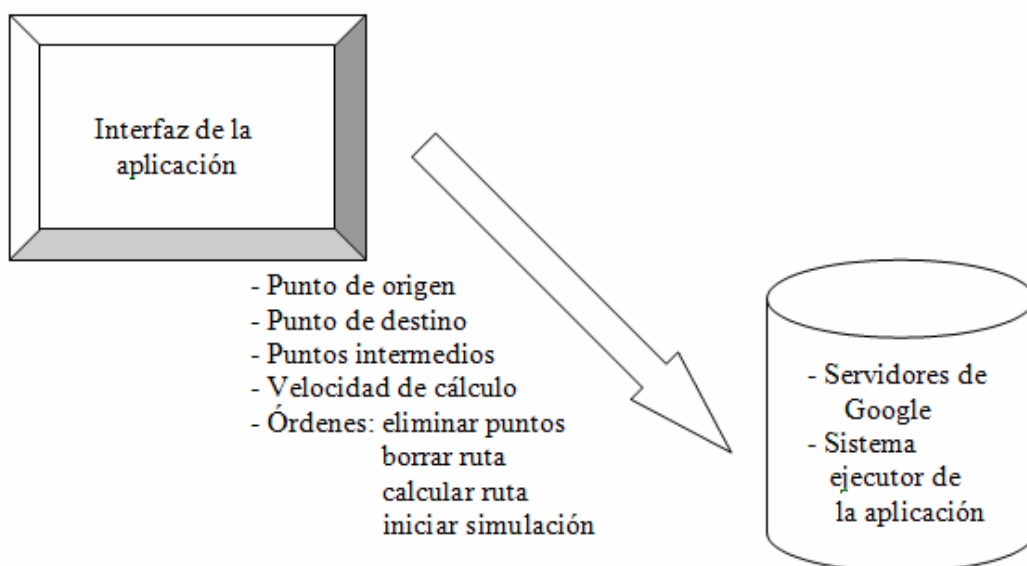 Interfaz de la
aplicación
- Punto de origen
- Punto de destino
- Puntos intermedios
- Velocidad de cálculo
- Órdenes: eliminar puntos
borrar ruta
calcular ruta
iniciar simulación
- Servidores de
Google
- Sistema
ejecutor de
la aplicación